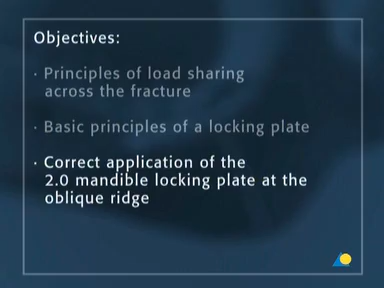 Objectives:
· Principles of load sharing
across the fracture
· Basic principles of a locking plate
· Correct application of the
2.0 mandible locking plate at the
oblique ridge